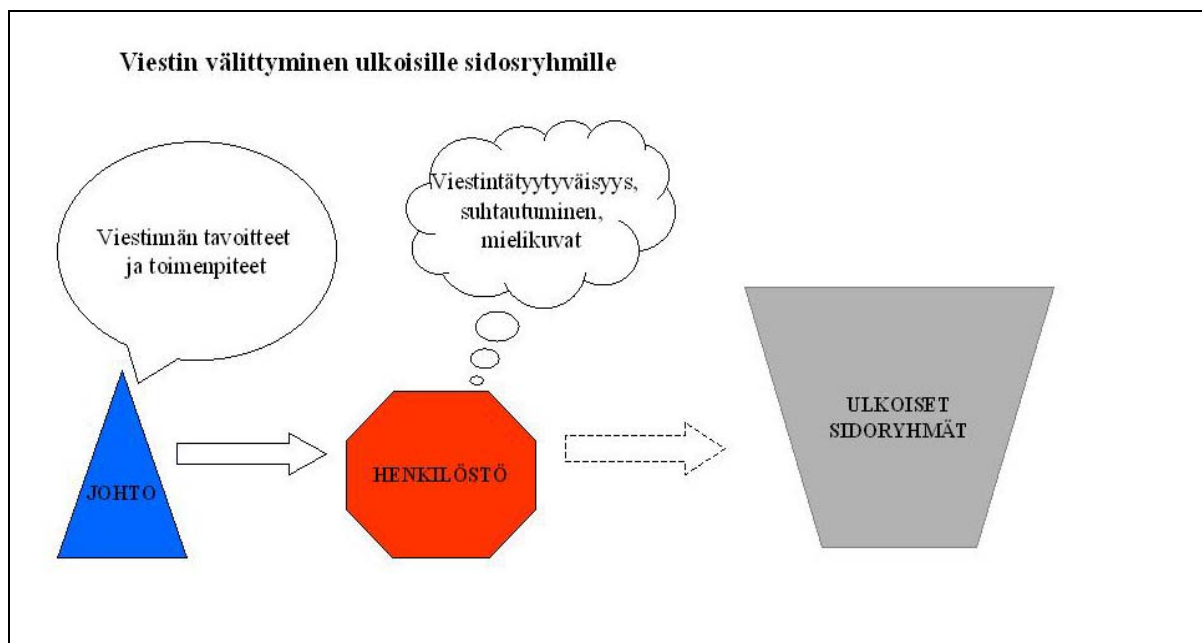 Viestin välittyminen ulkoisille sidosryhmille
Viestinnän tavoitteet
ja toimenpiteet
Viestintätyytyväisyys,
suhtautuminen,
mielikuvat
JOHTO
HENKILÖSTÖ
ULKOISET
SIDORYHMÄT